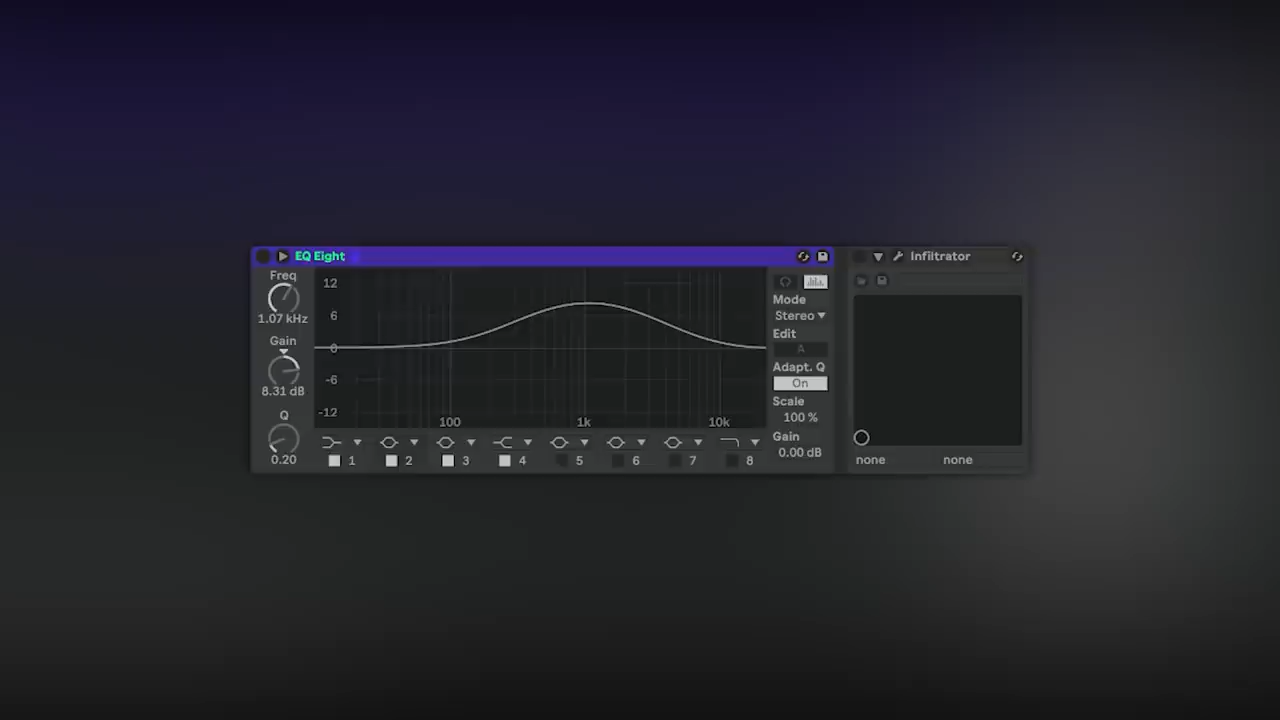 EQ Eight
Infiltrator
Freq
1.07 kHz
Gain
8.31 dB
Q
0.20
12
6
0
-6
-12
100
1k
10k
1
2
3
4
5
6
7
8
Mode
Stereo
Edit
A
Adapt. Q
On
Scale
100 %
Gain
0.00 dB
none
none